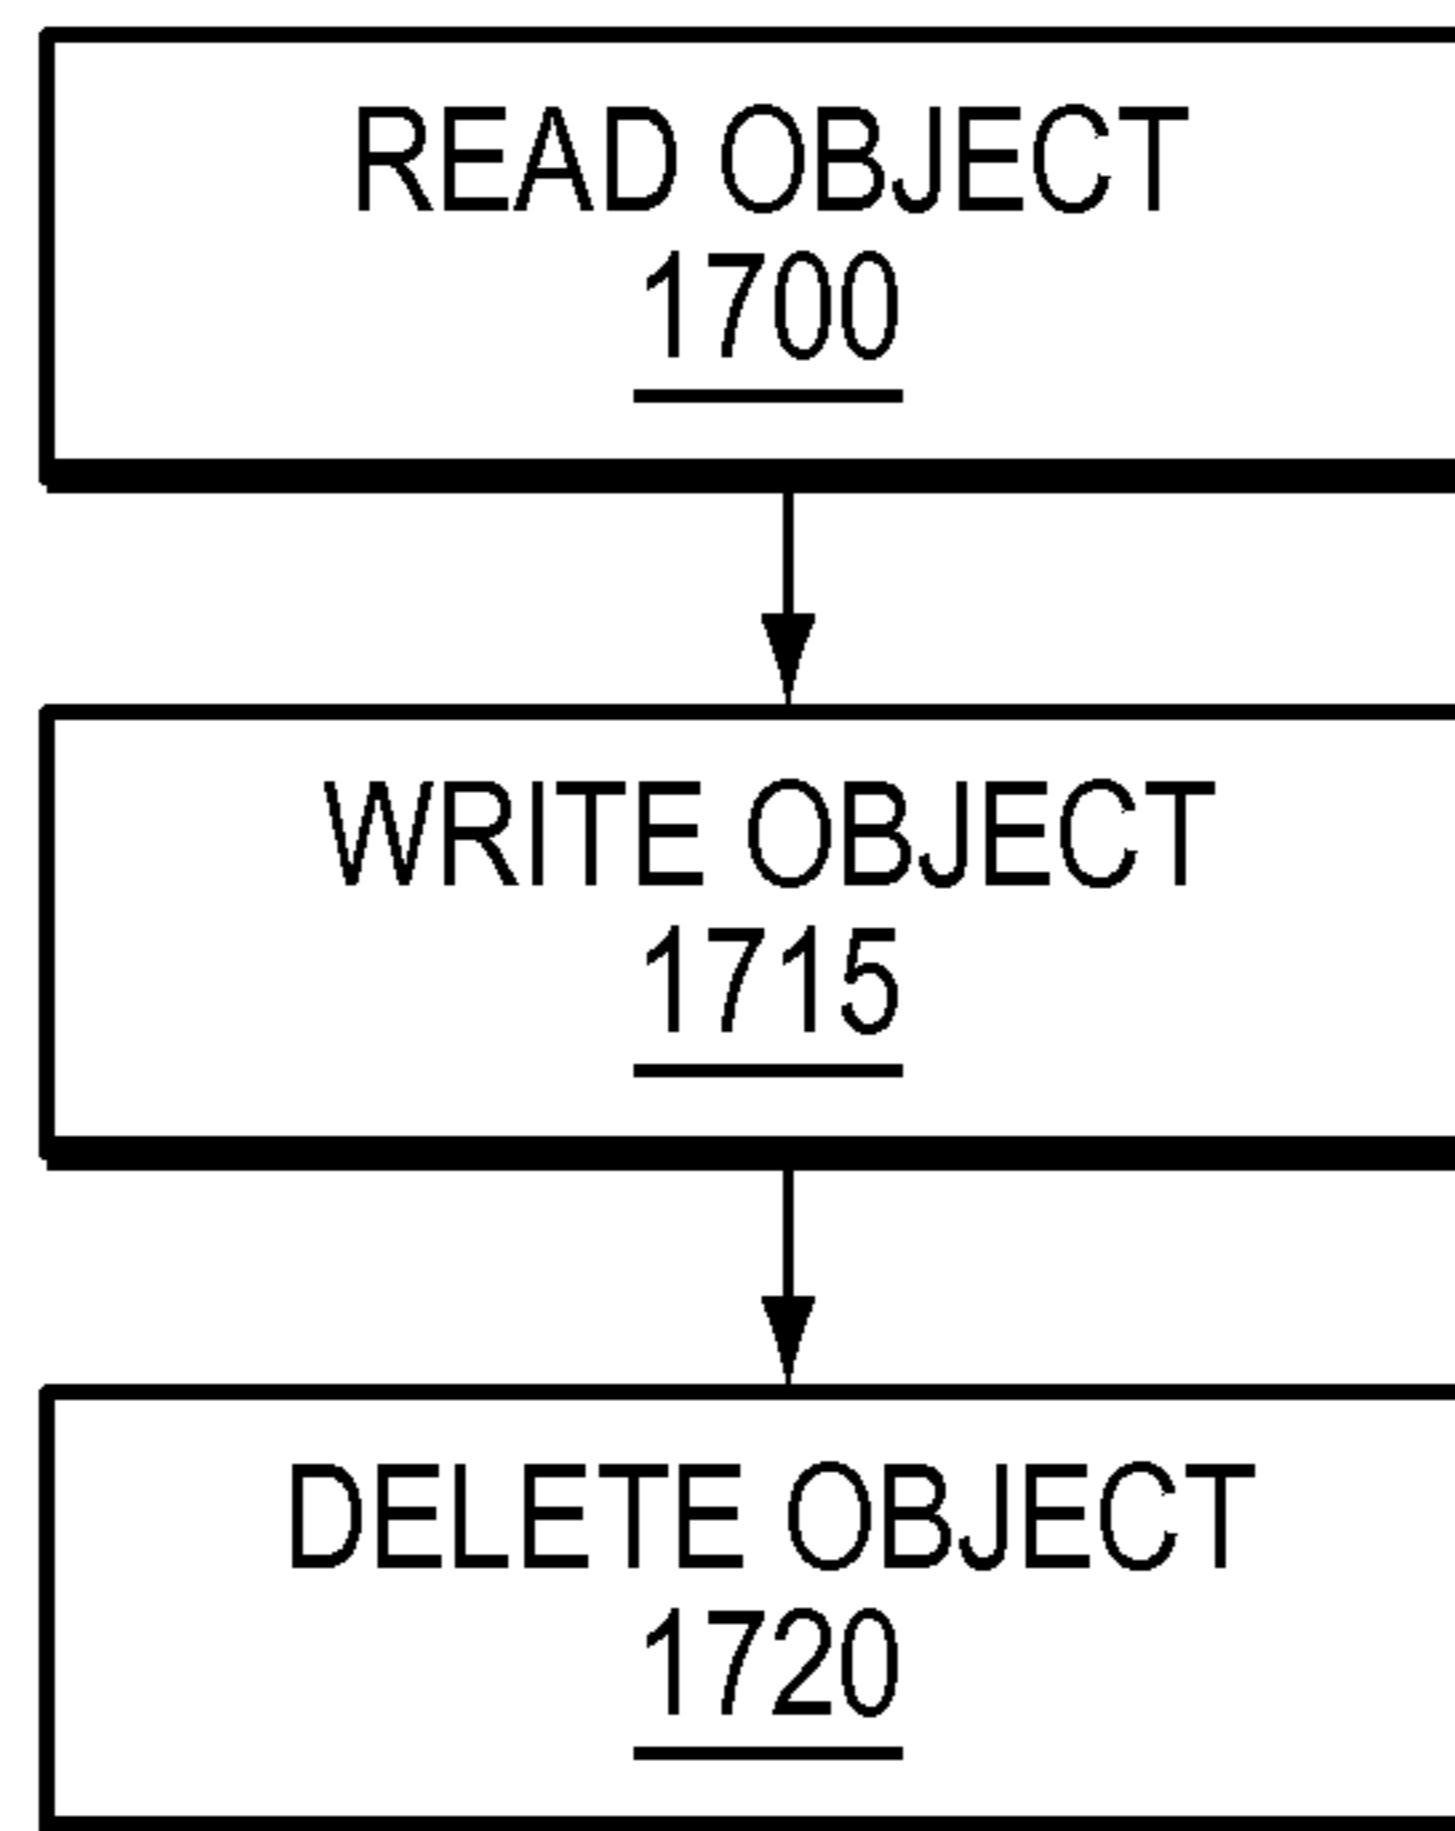 READ OBJECT
1700
WRITE OBJECT
1715
DELETE OBJECT
1720